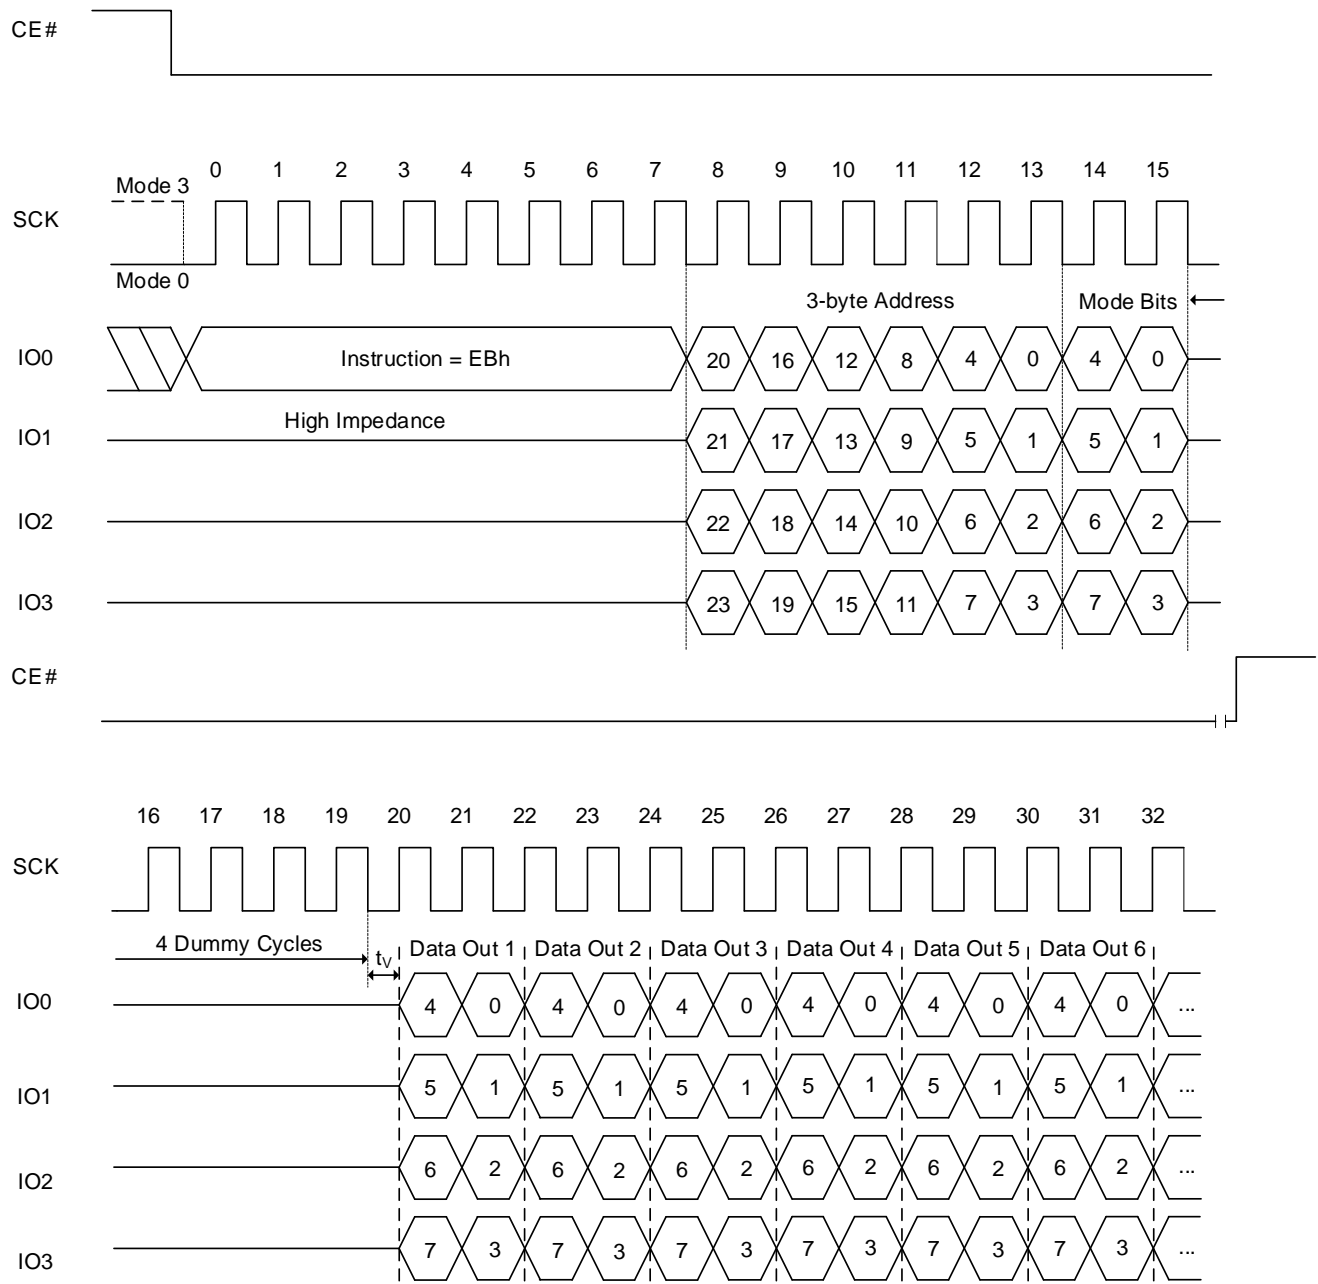 CE#
0 1 2 3 4 5 6 7 8 9 10 11 12 13 14 15
Mode 3
SCK
Mode 0
3-byte Address Mode Bits
IO0 Instruction = EBh 20 16 12 8 4 0 4 0
High Impedance
IO1 21 17 13 9 5 1 5 1
IO2 22 18 14 10 6 2 6 2
IO3 23 19 15 11 7 3 7 3
CE#
16 17 18 19 20 21 22 23 24 25 26 27 28 29 30 31 32
SCK
4 Dummy Cycles tV Data Out 1 Data Out 2 Data Out 3 Data Out 4 Data Out 5 Data Out 6
IO0 4 0 4 0 4 0 4 0 4 0 4 0 ...
IO1 5 1 5 1 5 1 5 1 5 1 5 1 ...
IO2 6 2 6 2 6 2 6 2 6 2 6 2 ...
IO3 7 3 7 3 7 3 7 3 7 3 7 3 ...